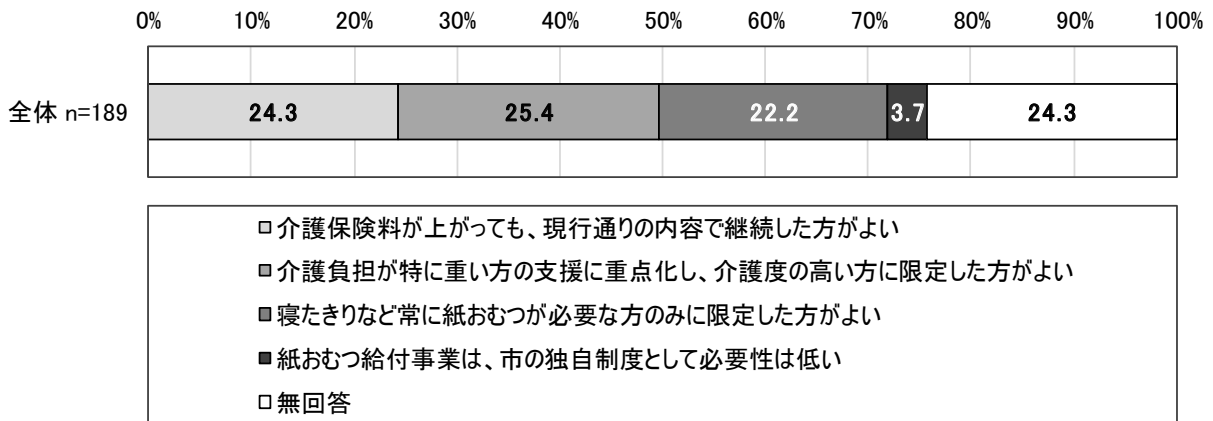 0% 10% 20% 30% 40% 50% 60% 70% 80% 90% 100%
全体 n=189 24.3 25.4 22.2 3.7 24.3
介護保険料が上がっても、現行通りの内容で継続した方がよい
介護負担が特に重い方の支援に重点化し、介護度の高い方に限定した方がよい
寝たきりなど常に紙おむつが必要な方のみに限定した方がよい
紙おむつ給付事業は、市の独自制度として必要性は低い
無回答